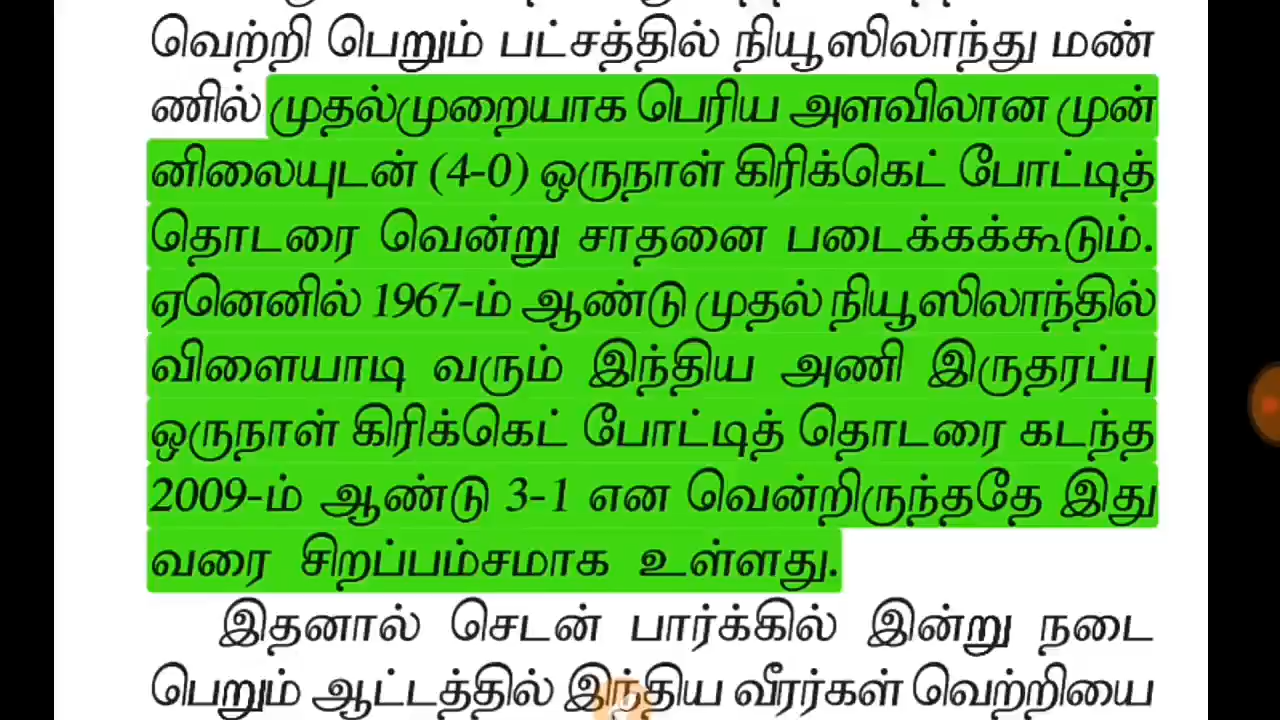 வெற்றி பெறும் பட்சத்தில் நியூஸிலாந்து மண்
ணில் முதல்முறையாக பெரிய அளவிலான முன்
னிலையுடன் (4-0) ஒருநாள் கிரிக்கெட் போட்டித்
தொடரை வென்று சாதனை படைக்கக்கூடும்.
ஏனெனில் 1967-ம் ஆண்டு முதல் நியூஸிலாந்தில்
விளையாடி வரும் இந்திய அணி இருதரப்பு
ஒருநாள் கிரிக்கெட் போட்டித் தொடரை கடந்த
2009-ம் ஆண்டு 3-1 என வென்றிருந்ததே இது
வரை சிறப்பம்சமாக உள்ளது.
இதனால் செடன் பார்க்கில் இன்று நடை
பெறும் ஆட்டத்தில் இந்திய வீரர்கள் வெற்றியை